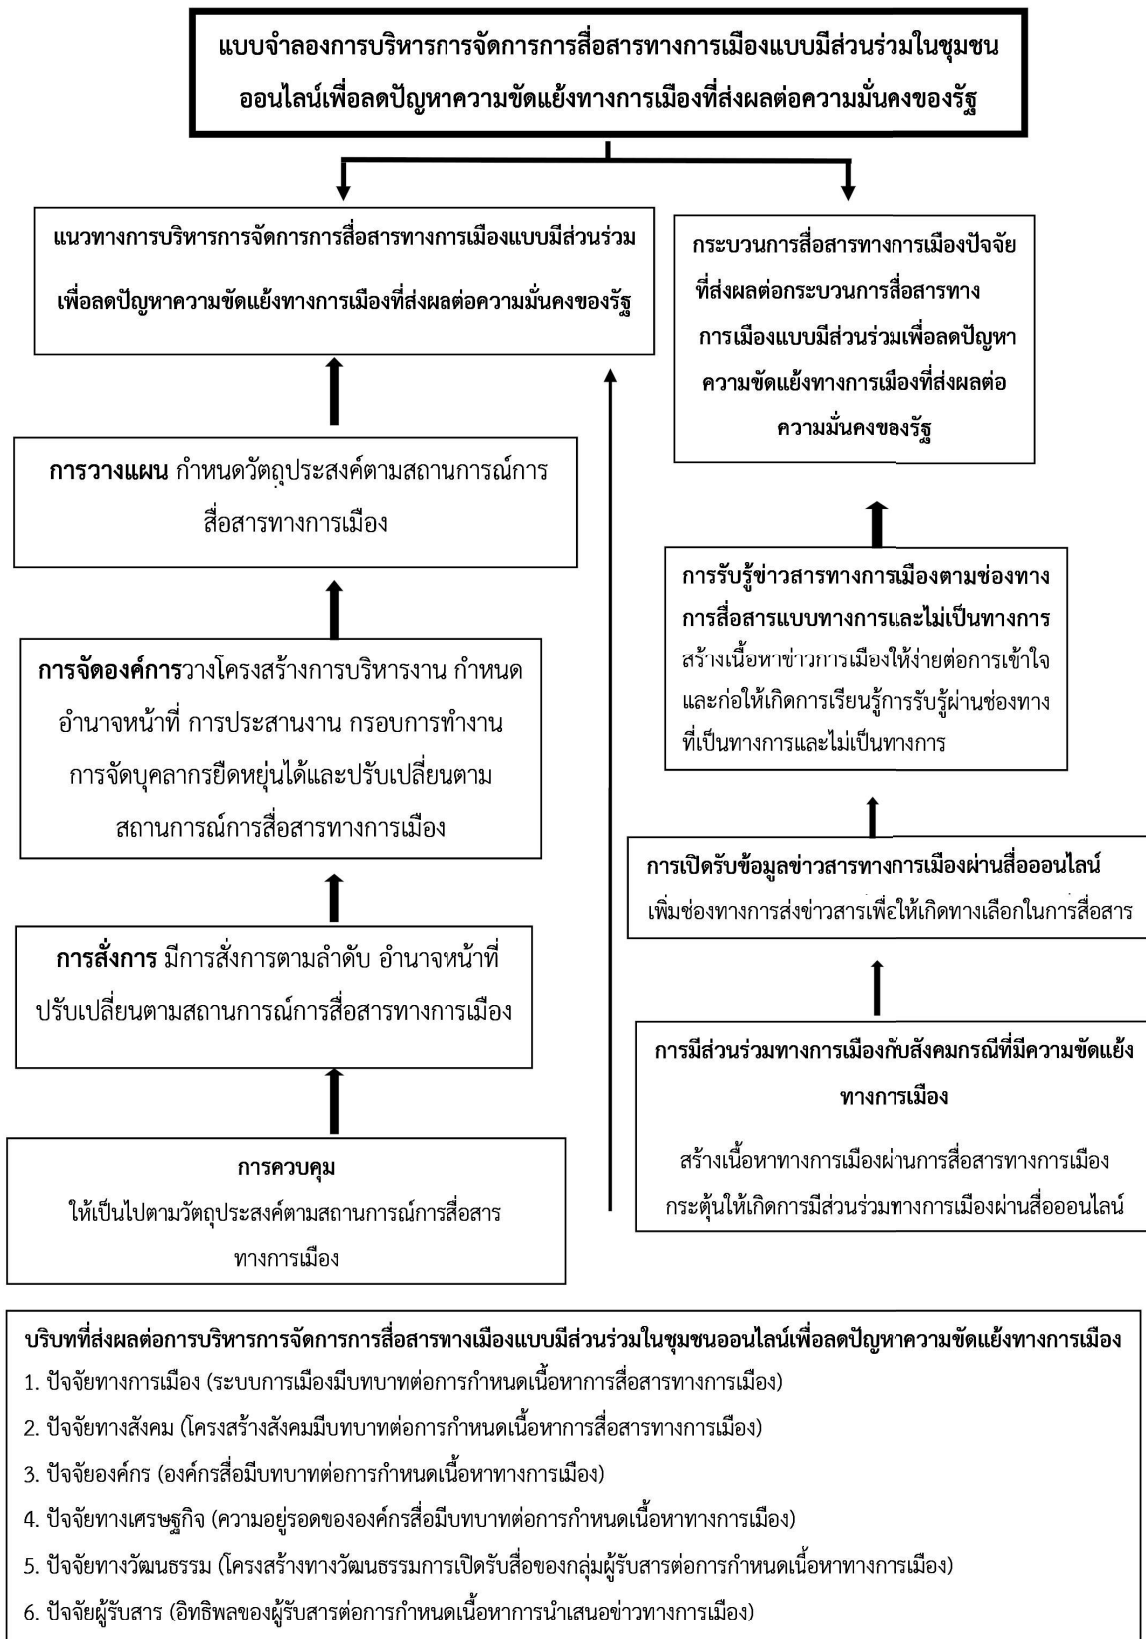 แบบจำลองการบริหารการจัดการการสื่อสารทางการเมืองแบบมีส่วนร่วมในชุมชน
ออนไลน์เพื่อลดปัญหาความขัดแย้งทางการเมืองที่ส่งผลต่อความมั่นคงของรัฐ
แนวทางการบริหารการจัดการการสื่อสารทางการเมืองแบบมีส่วนร่วม
เพื่อลดปัญหาความขัดแย้งทางการเมืองที่ส่งผลต่อความมั่นคงของรัฐ
การวางแผน กำหนดวัตถุประสงค์ตามสถานการณ์การ
สื่อสารทางการเมือง
การจัดองค์การวางโครงสร้างการบริหารงาน กำหนด
อำนาจหน้าที่ การประสานงาน กรอบการทำงาน
การจัดบุคลากรยืดหยุ่นได้และปรับเปลี่ยนตาม
สถานการณ์การสื่อสารทางการเมือง
การสั่งการ มีการสั่งการตามลำดับ อำนาจหน้าที่
ปรับเปลี่ยนตามสถานการณ์การสื่อสารทางการเมือง
การควบคุม
ให้เป็นไปตามวัตถุประสงค์ตามสถานการณ์การสื่อสาร
ทางการเมือง
กระบวนการสื่อสารทางการเมืองปัจจัย
ที่ส่งผลต่อกระบวนการสื่อสารทาง
การเมืองแบบมีส่วนร่วมเพื่อลดปัญหา
ความขัดแย้งทางการเมืองที่ส่งผลต่อ
ความมั่นคงของรัฐ
การรับรู้ข่าวสารทางการเมืองตามช่องทาง
การสื่อสารแบบทางการและไม่เป็นทางการ
สร้างเนื้อหาข่าวการเมืองให้ง่ายต่อการเข้าใจ
และก่อให้เกิดการเรียนรู้การรับรู้ผ่านช่องทาง
ที่เป็นทางการและไม่เป็นทางการ
การเปิดรับข้อมูลข่าวสารทางการเมืองผ่านสื่อออนไลน์
เพิ่มช่องทางการส่งข่าวสารเพื่อให้เกิดทางเลือกในการสื่อสาร
การมีส่วนร่วมทางการเมืองกับสังคมกรณีที่มีความขัดแย้ง
ทางการเมือง
สร้างเนื้อหาทางการเมืองผ่านการสื่อสารทางการเมือง
กระตุ้นให้เกิดการมีส่วนร่วมทางการเมืองผ่านสื่อออนไลน์
บริบทที่ส่งผลต่อการบริหารการจัดการการสื่อสารทางเมืองแบบมีส่วนร่วมในชุมชนออนไลน์เพื่อลดปัญหาความขัดแย้งทางการเมือง
1. ปัจจัยทางการเมือง (ระบบการเมืองมีบทบาทต่อการกำหนดเนื้อหาการสื่อสารทางการเมือง)
2. ปัจจัยทางสังคม (โครงสร้างสังคมมีบทบาทต่อการกำหนดเนื้อหาการสื่อสารทางการเมือง)
3. ปัจจัยองค์กร (องค์กรสื่อมีบทบาทต่อการกำหนดเนื้อหาทางการเมือง)
4. ปัจจัยทางเศรษฐกิจ (ความอยู่รอดขององค์กรสื่อมีบทบาทต่อการกำหนดเนื้อหาทางการเมือง)
5. ปัจจัยทางวัฒนธรรม (โครงสร้างทางวัฒนธรรมการเปิดรับสื่อของกลุ่มผู้รับสารต่อการกำหนดเนื้อหาทางการเมือง)
6. ปัจจัยผู้รับสาร (อิทธิพลของผู้รับสารต่อการกำหนดเนื้อหาการนำเสนอข่าวทางการเมือง)